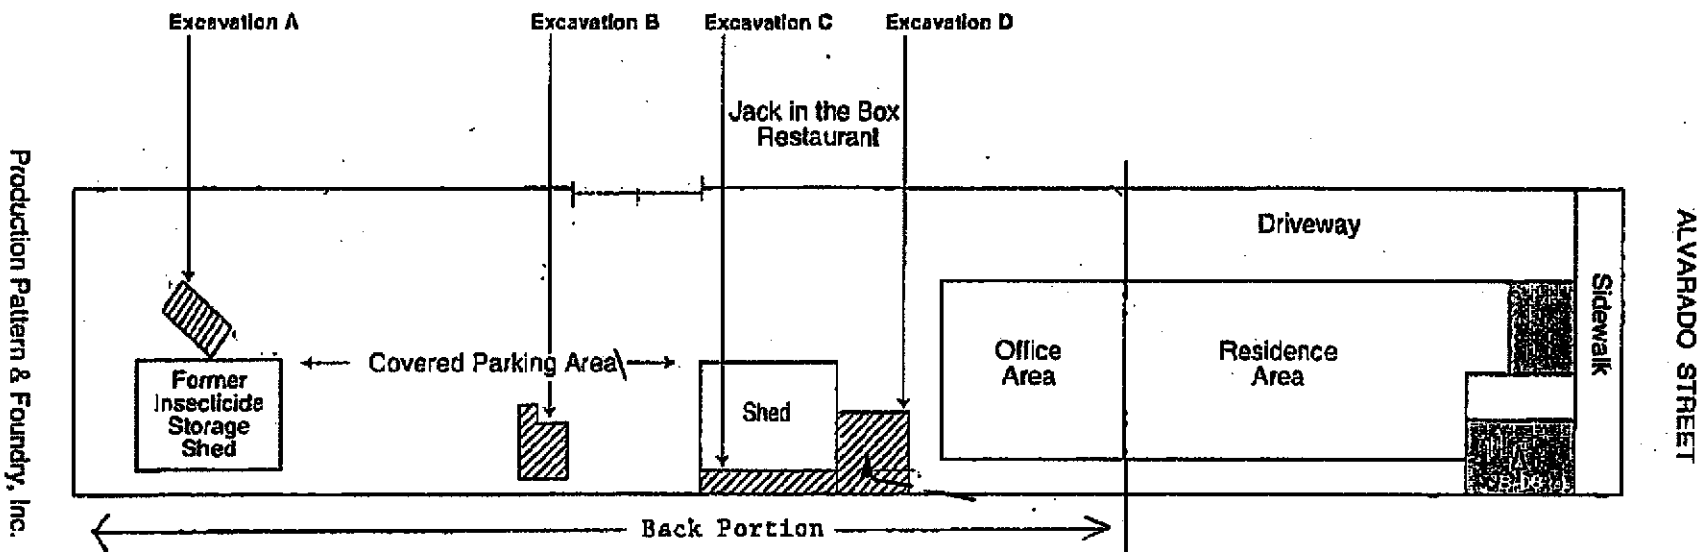 Excavation A
Excavation B
Excavation C
Excavation D
Jack in the Box
Restaurant
Driveway
Production Pattern & Foundry, Inc.
ALVARADO STREET
Sidewalk
Covered Parking Area
Former
Insecticide
Storage
Shed
Shed
Office
Area
Residence
Area
Back Portion